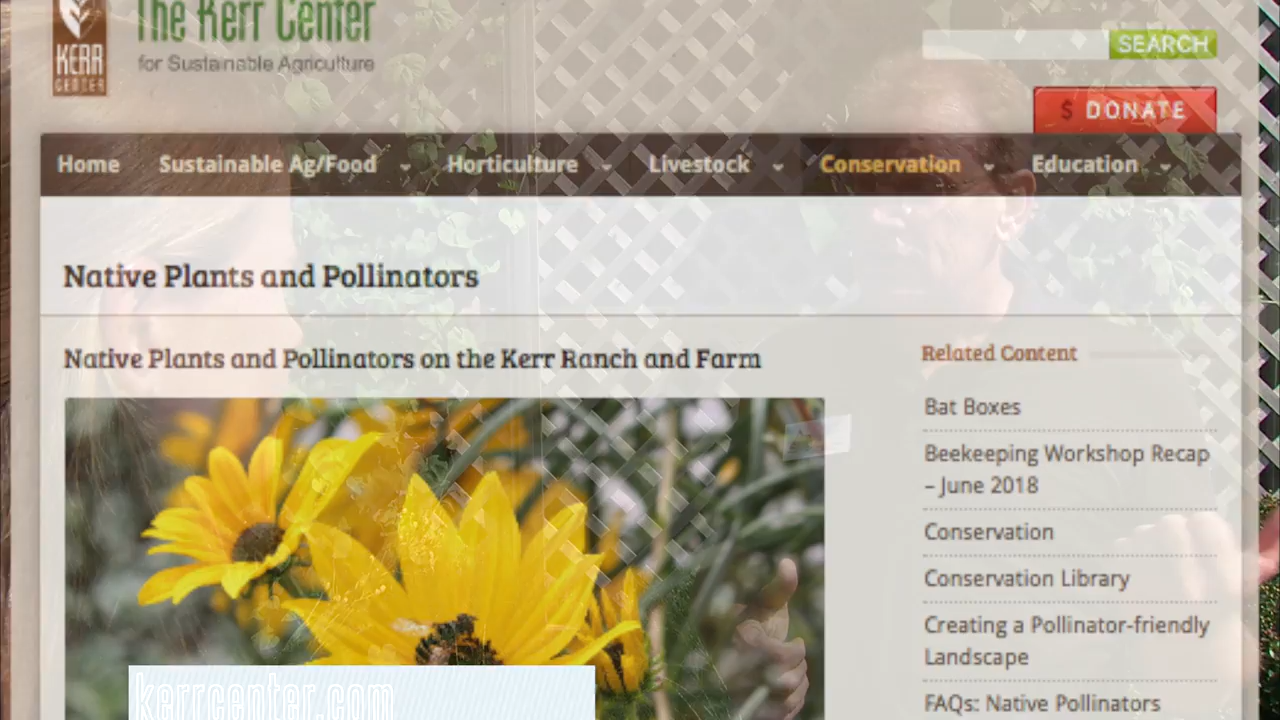 The Kerr Center
KERR
CENTER
for Sustainable Agriculture
SEARCH
$ DONATE
Home Sustainable Ag/Food Horticulture Livestock Conservation Education
Native Plants and Pollinators
Native Plants and Pollinators on the Kerr Ranch and Farm
Related Content
Bat Boxes
Beekeeping Workshop Recap
– June 2018
Conservation
Conservation Library
Creating a Pollinator-friendly
Landscape
FAQs: Native Pollinators
kerrcenter.com